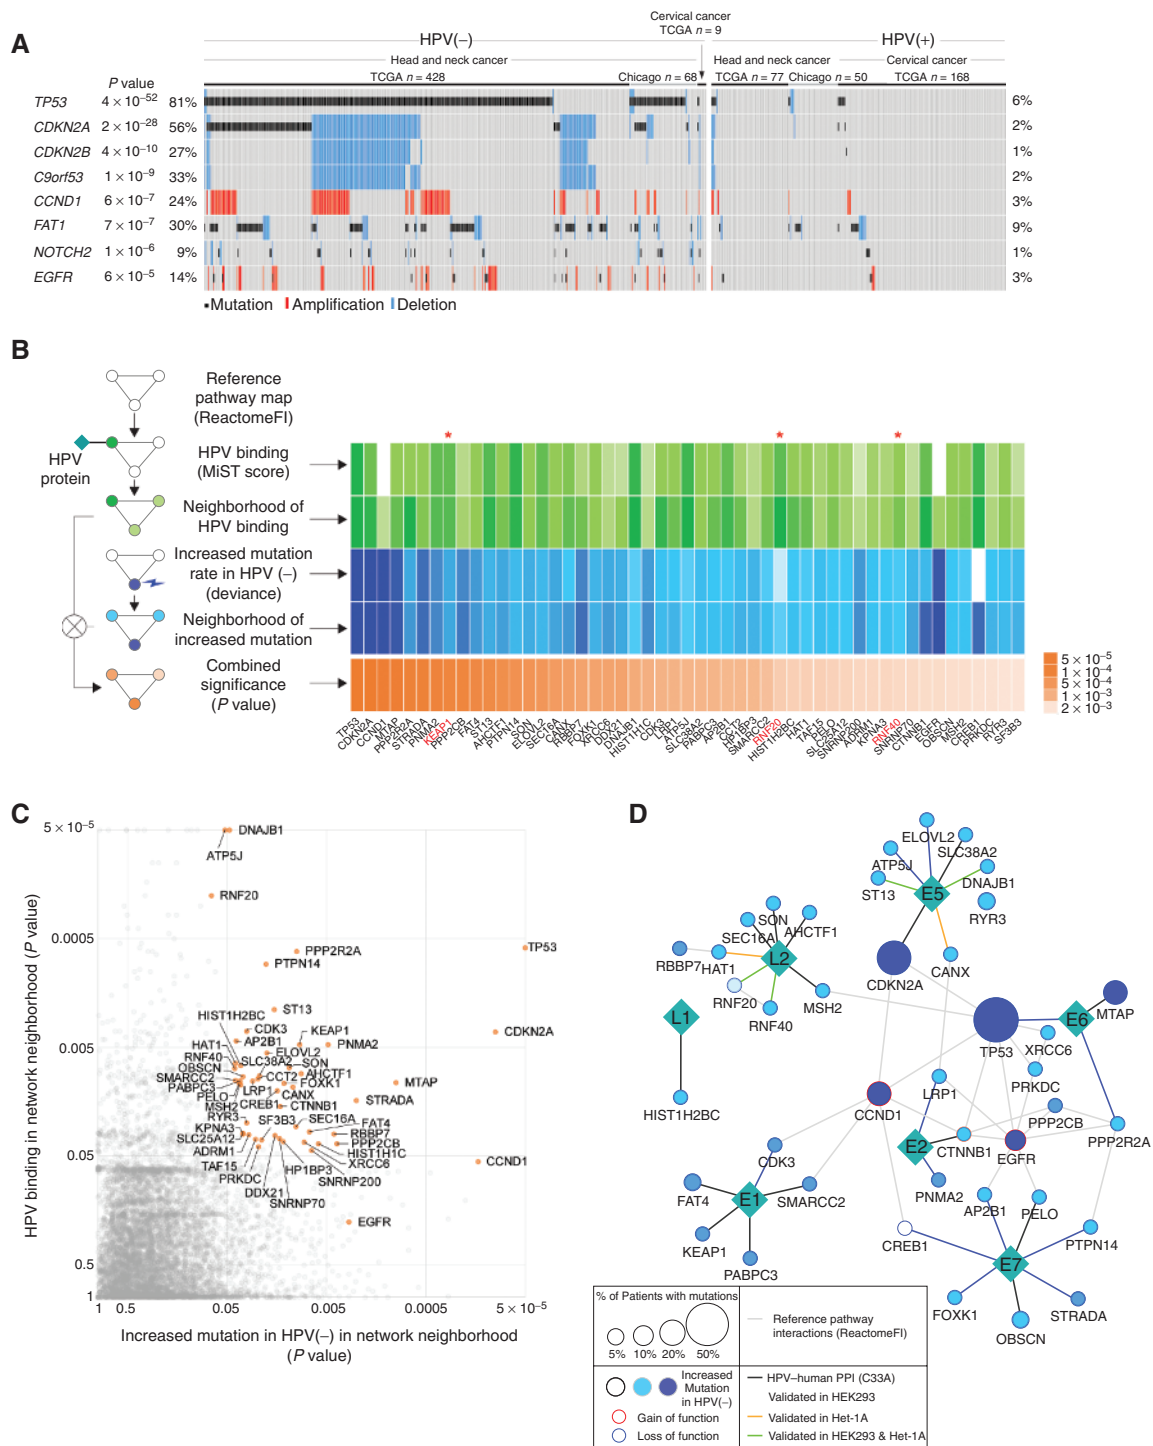 A
Cervical cancer
TCGA n = 9
HPV(−)
HPV(+)
Head and neck cancer
Head and neck cancer
Cervical cancer
P value
TCGA n = 428
Chicago n = 68
TCGA n = 77
Chicago n = 50
TCGA n = 168
TP53 4 × 10−52 81% 6%
CDKN2A 2 × 10−28 56% 2%
CDKN2B 4 × 10−10 27% 1%
C9orf53 1 × 10−9 33% 2%
CCND1 6 × 10−7 24% 3%
FAT1 7 × 10−7 30% 9%
NOTCH2 1 × 10−6 9% 1%
EGFR 6 × 10−5 14% 3%
Mutation Amplification Deletion
B
Reference
pathway map
(ReactomeFI)
HPV
protein
HPV binding
(MiST score)
* * *
Neighborhood of
HPV binding
Increased mutation
rate in HPV (−)
(deviance)
Neighborhood of
increased mutation
Combined
significance
(P value)
5 × 10−5
1 × 10−4
5 × 10−4
1 × 10−3
2 × 10−3
TP53
CDKN2A
CCND1
MTAP
PPP2R2A
STRADA
PNMA2
KEAP1
PPP2CB
FAT4
ST13
AHCTF1
PTPN14
SON
ELOVL2
SEC16A
CANX
RBBP7
FOXK1
XRCC6
DDX21
DNAJB1
HIST1H1C
CDK3
LRP1
ATP5J
SLC38A2
PABPC3
AP2B1
CCT2
HP1BP3
SMARCC2
RNF20
HIST1H2BC
HAT1
TAF15
PELO
SLC25A12
SNRNP200
ADRM1
KPNA3
RNF40
SNRNP70
CTNNB1
EGFR
OBSCN
MSH2
CREB1
PRKDC
RYR3
SF3B3
C
HPV binding in network neighborhood (P value)
5 × 10−5
0.0005
0.005
0.05
0.5
1
DNAJB1
ATP5J
RNF20
TP53
PPP2R2A
PTPN14
ST13
HIST1H2BC
CDK3
KEAP1
CDKN2A
HAT1
AP2B1
PNMA2
RNF40
ELOVL2
OBSCN
SLC38A2
SON
SMARCC2
CCT2
AHCTF1
PABPC3
FOXK1
MTAP
PELO
LRP1
CANX
STRADA
MSH2
CREB1
CTNNB1
RYR3
SF3B3
SEC16A
FAT4
KPNA3
RBBP7
SLC25A12
PPP2CB
ADRM1
HIST1H1C
TAF15
HP1BP3
XRCC6
CCND1
PRKDC
SNRNP200
DDX21
SNRNP70
EGFR
1 0.5 0.05 0.005 0.0005 5 × 10−5
Increased mutation in HPV(−) in network neighborhood
(P value)
D
ELOVL2
SLC38A2
ATP5J
DNAJB1
ST13
E5
RYR3
SON
SEC16A
AHCTF1
RBBP7
HAT1
L2
CDKN2A
CANX
RNF20
MSH2
RNF40
L1
TP53
E6
MTAP
XRCC6
PRKDC
HIST1H2BC
CCND1
LRP1
PPP2CB
PPP2R2A
E2
CTNNB1
EGFR
CDK3
FAT4
E1
SMARCC2
PNMA2
AP2B1
PELO
KEAP1
CREB1
PTPN14
PABPC3
E7
FOXK1
STRADA
OBSCN
% of Patients with mutations
5% 10% 20% 50%
Reference pathway
interactions (ReactomeFI)
Increased
Mutation
in HPV(−)
Gain of function
Loss of function
HPV–human PPI (C33A)
Validated in HEK293
Validated in Het-1A
Validated in HEK293 & Het-1A